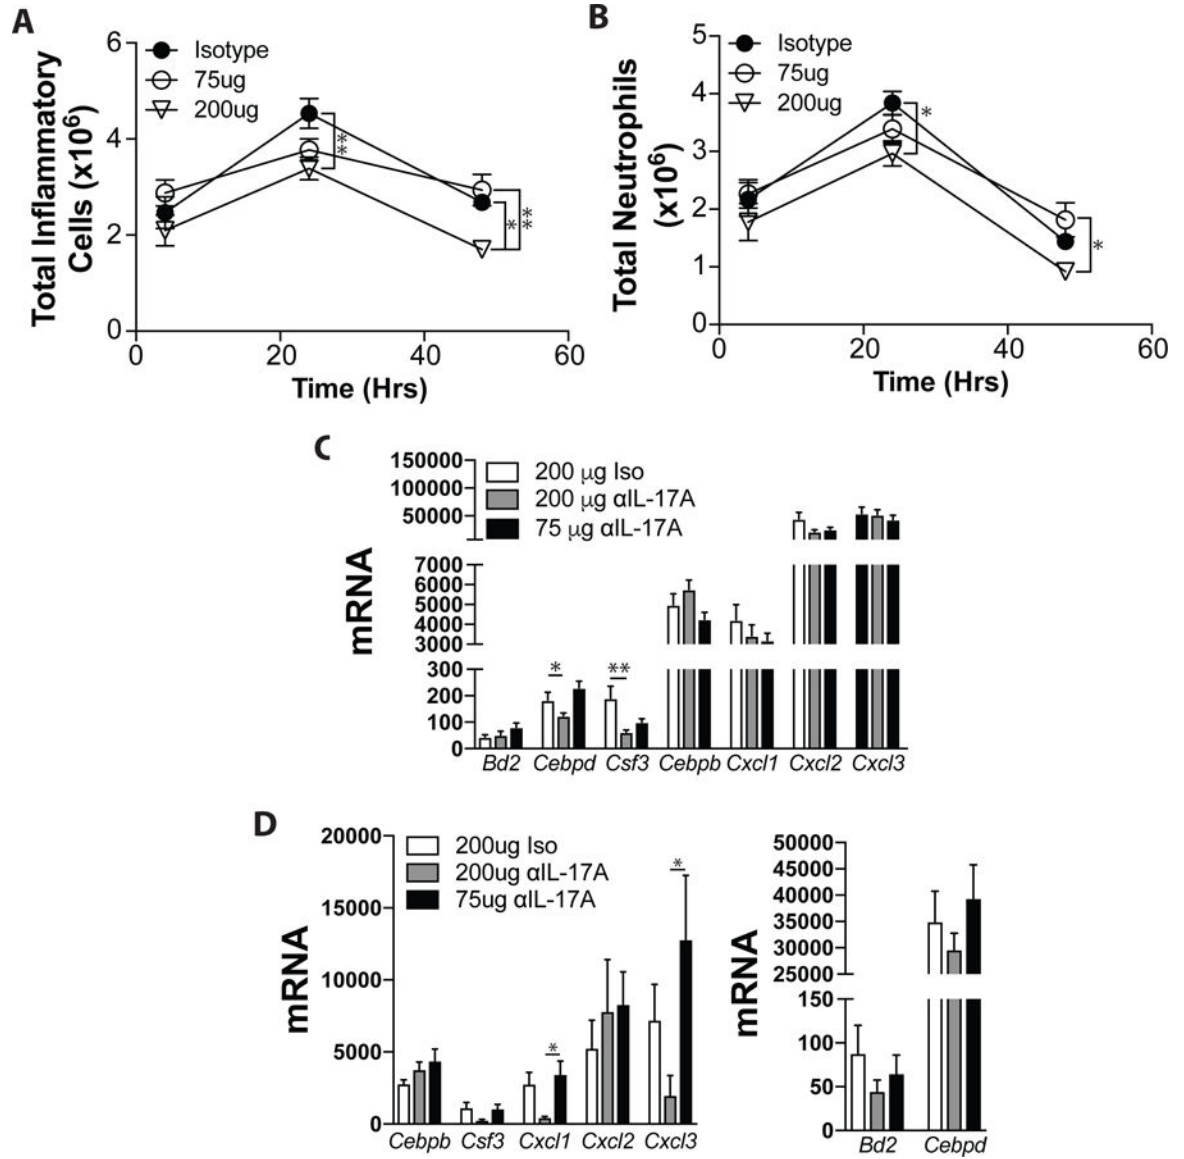 A
Total Inflammatory
Cells (x10⁶)
6
4
2
0
Isotype
75ug
200ug
**
*
**
0 20 40 60
Time (Hrs)
B
Total Neutrophils
(x10⁶)
5
4
3
2
1
0
Isotype
75ug
200ug
*
*
0 20 40 60
Time (Hrs)
C
mRNA
150000
100000
50000
7000
6000
5000
4000
3000
300
200
100
0
200 μg Iso
200 μg αIL-17A
75 μg αIL-17A
* **
Bd2 Cebpd Csf3 Cebpb Cxcl1 Cxcl2 Cxcl3
D
mRNA
20000
15000
10000
5000
0
200ug Iso
200ug αIL-17A
75ug αIL-17A
*
*
Cebpb Csf3 Cxcl1 Cxcl2 Cxcl3
mRNA
50000
45000
40000
35000
30000
25000
150
100
50
0
Bd2 Cebpd